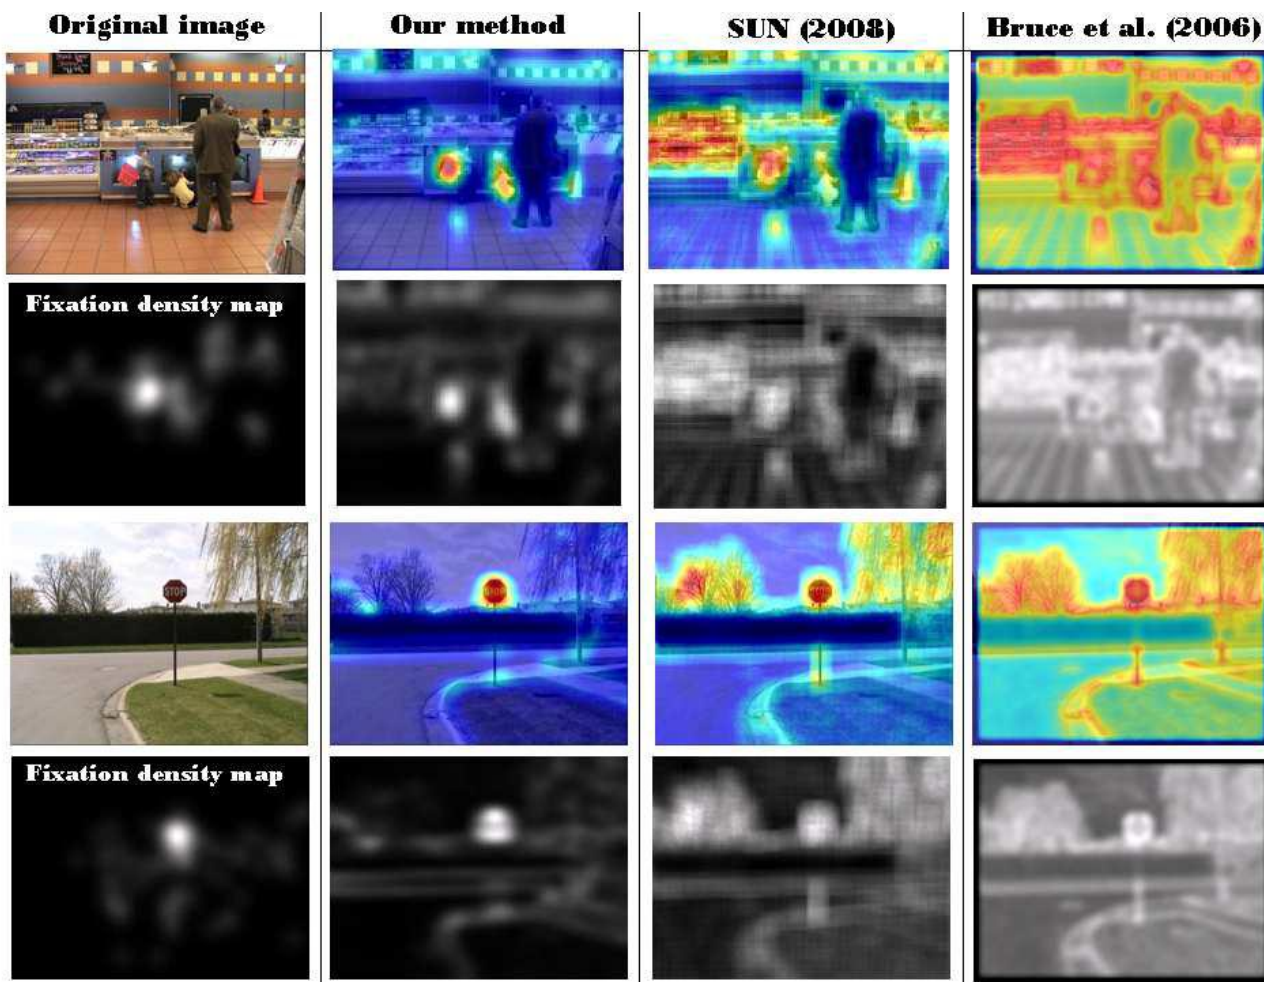 Original image
Our method
SUN (2008)
Bruce et al. (2006)
Fixation density map
STOP
Fixation density map